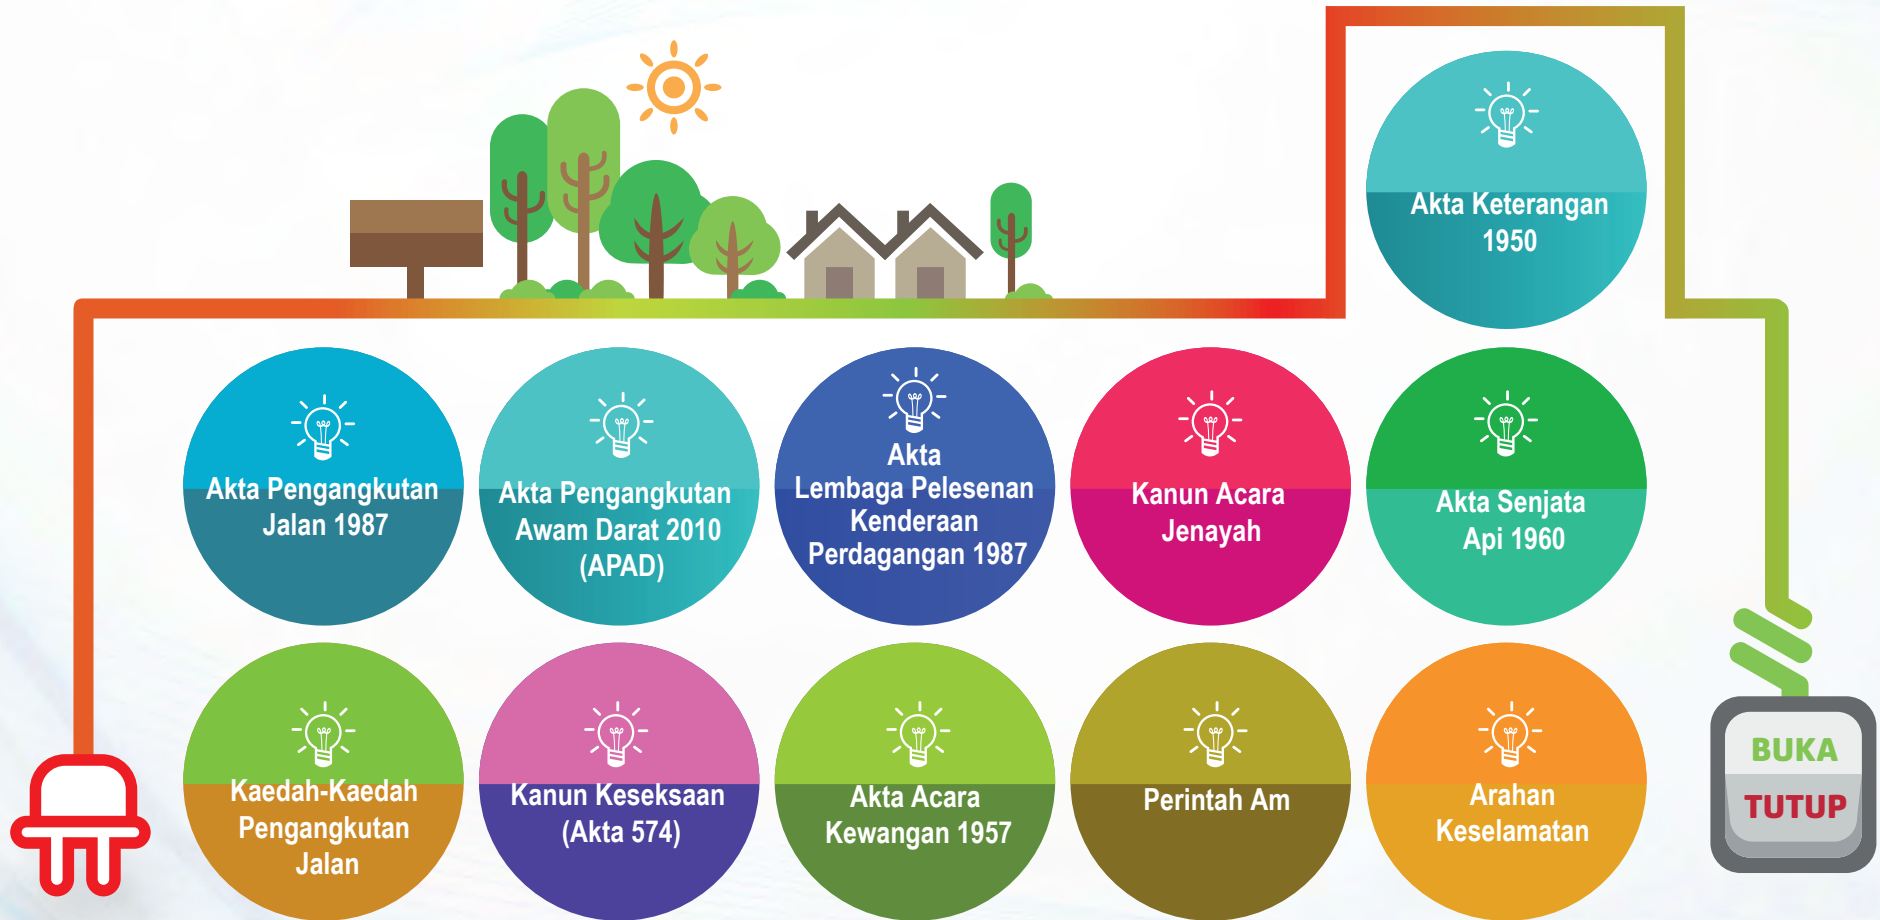 Akta Keterangan
1950
Akta Pengangkutan
Jalan 1987
Akta Pengangkutan
Awam Darat 2010
(APAD)
Akta
Lembaga Pelesenan
Kenderaan
Perdagangan 1987
Kanun Acara
Jenayah
Akta Senjata
Api 1960
Kaedah-Kaedah
Pengangkutan
Jalan
Kanun Keseksaan
(Akta 574)
Akta Acara
Kewangan 1957
Perintah Am
Arahan
Keselamatan
BUKA
TUTUP